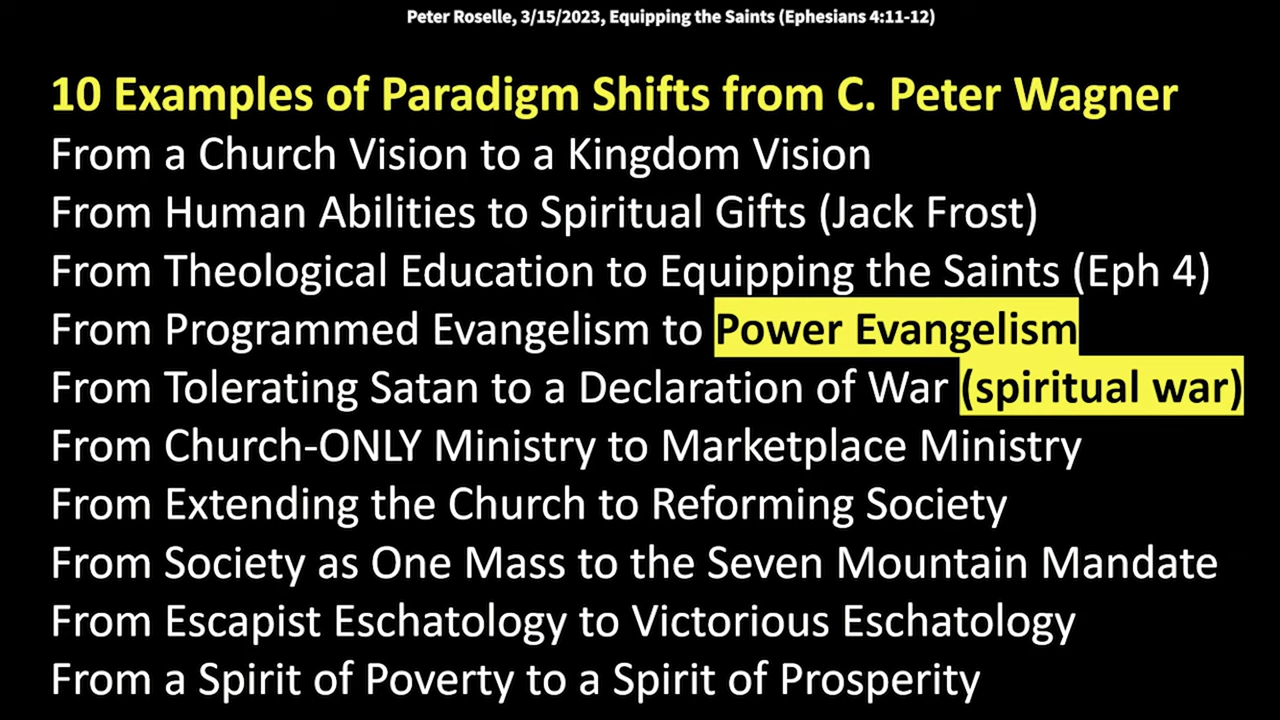 Peter Roselle, 3/15/2023, Equipping the Saints (Ephesians 4:11-12)
10 Examples of Paradigm Shifts from C. Peter Wagner
From a Church Vision to a Kingdom Vision
From Human Abilities to Spiritual Gifts (Jack Frost)
From Theological Education to Equipping the Saints (Eph 4)
From Programmed Evangelism to Power Evangelism
From Tolerating Satan to a Declaration of War (spiritual war)
From Church-ONLY Ministry to Marketplace Ministry
From Extending the Church to Reforming Society
From Society as One Mass to the Seven Mountain Mandate
From Escapist Eschatology to Victorious Eschatology
From a Spirit of Poverty to a Spirit of Prosperity